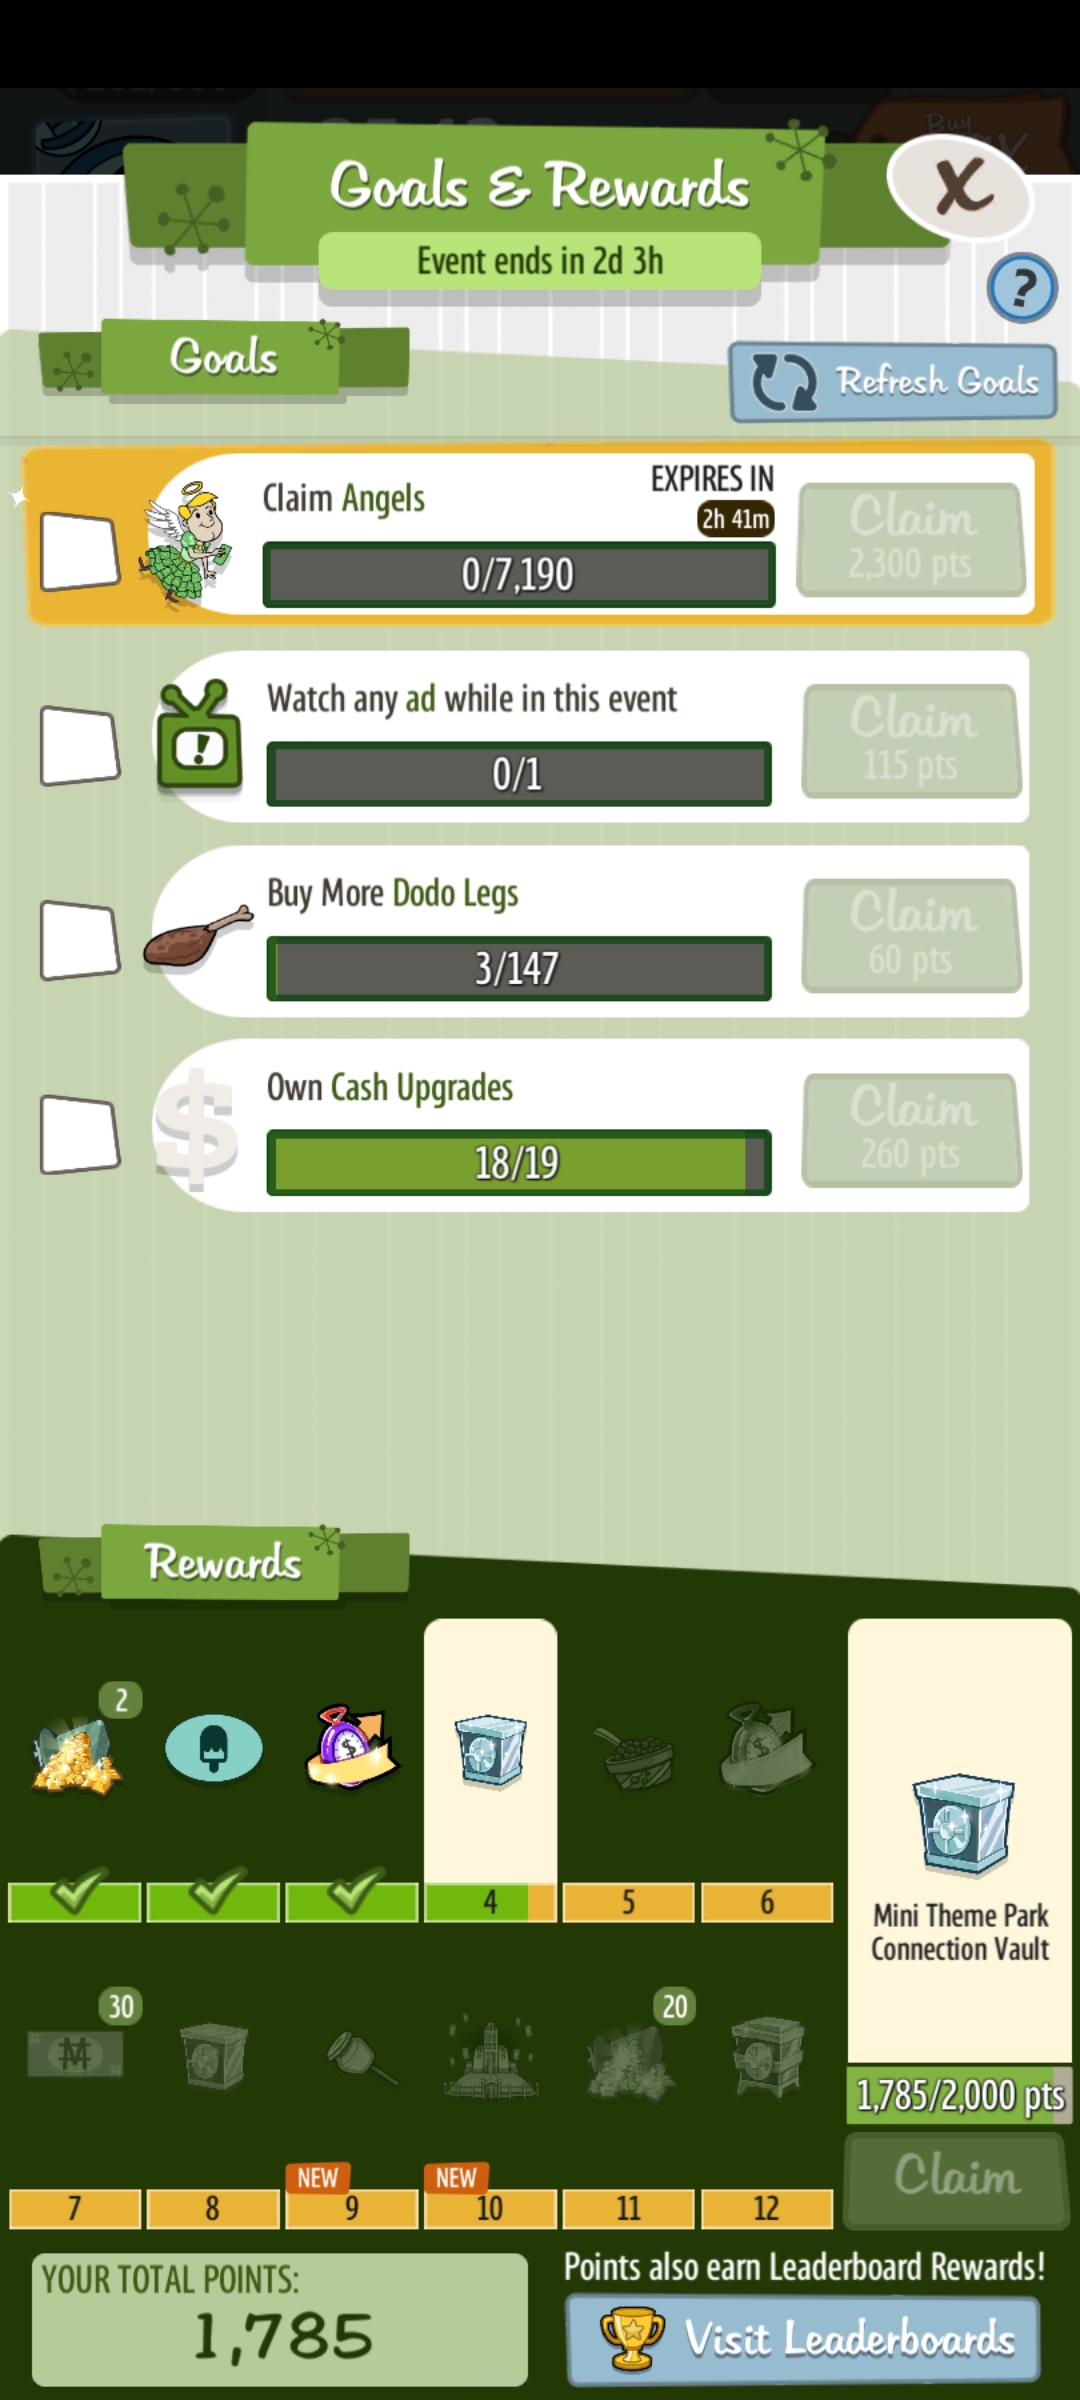 Buy
Goals & Rewards
X
Event ends in 2d 3h
?
Goals
Refresh Goals
Claim Angels
EXPIRES IN
2h 41m
0/7,190
Claim
2,300 pts
Watch any ad while in this event
0/1
Claim
115 pts
Buy More Dodo Legs
3/147
Claim
60 pts
$
Own Cash Upgrades
18/19
Claim
260 pts
Rewards
2
4
5
6
Mini Theme Park
Connection Vault
30
20
1,785/2,000 pts
NEW
NEW
7
8
9
10
11
12
Claim
YOUR TOTAL POINTS:
1,785
Points also earn Leaderboard Rewards!
Visit Leaderboards